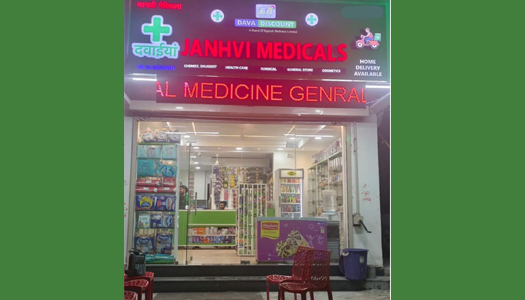 DAVA DISCOUNT
दवाईयां
JANHVI MEDICALS
CHEMIST, DRUGGIST HEALTH CARE SURGICAL GENERAL STORE COSMETICS
HOME
DELIVERY
AVAILABLE
AL MEDICINE GENRAL